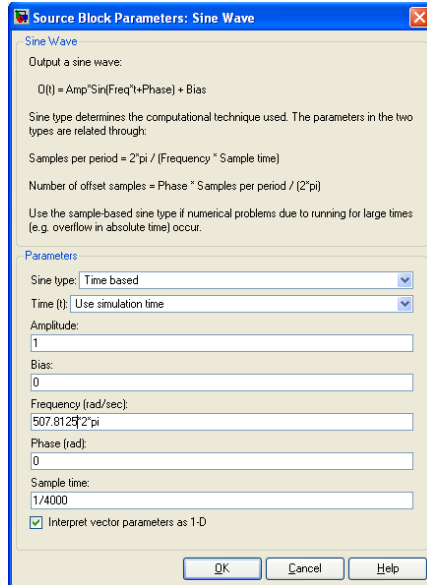 Source Block Parameters: Sine Wave
Sine Wave
Output a sine wave:
O(t) = Amp*Sin(Freq*t+Phase) + Bias
Sine type determines the computational technique used. The parameters in the two
types are related through:
Samples per period = 2*pi / (Frequency * Sample time)
Number of offset samples = Phase * Samples per period / (2*pi)
Use the sample-based sine type if numerical problems due to running for large times
(e.g. overflow in absolute time) occur.
Parameters
Sine type: Time based
Time (t): Use simulation time
Amplitude:
1
Bias:
0
Frequency (rad/sec):
507.8125*2*pi
Phase (rad):
0
Sample time:
1/4000
Interpret vector parameters as 1-D
OK Cancel Help